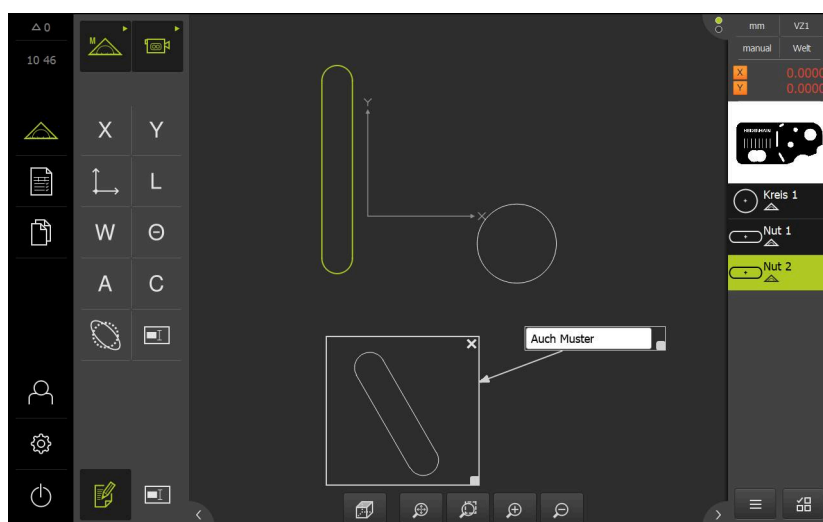 0
10 46
M
X Y
L
W Θ
A C
Y
X
Auch Muster
mm VZ1
manual Welt
X 0.0000
Y 0.0000
HEIDENHAIN
Kreis 1
Nut 1
Nut 2